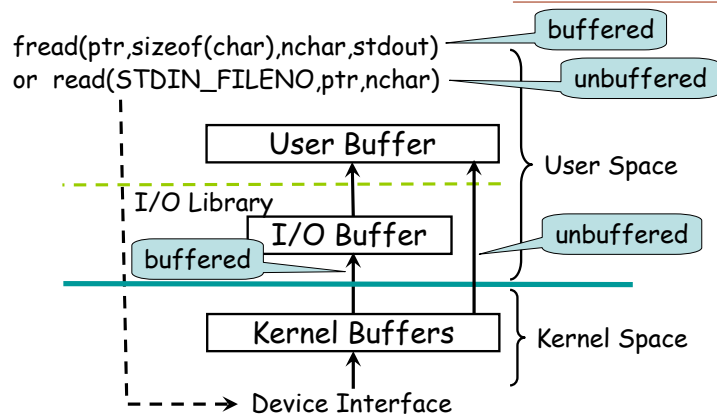 buffered
fread(ptr,sizeof(char),nchar,stdout)
or read(STDIN_FILENO,ptr,nchar)
unbuffered
User Buffer
User Space
I/O Library
I/O Buffer
unbuffered
buffered
Kernel Buffers
Kernel Space
Device Interface